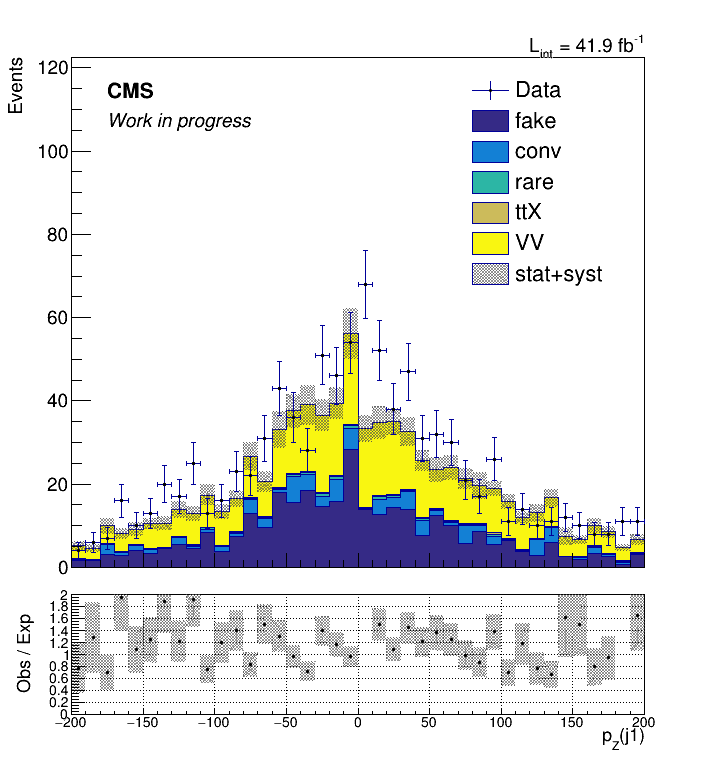 L_int = 41.9 fb^-1
Events
120
100
80
60
40
20
0
CMS
Work in progress
Data
fake
conv
rare
ttX
VV
stat+syst
Obs / Exp
2
1.8
1.6
1.4
1.2
1
0.8
0.6
0.4
0.2
0
−200 −150 −100 −50 0 50 100 150 200
p_Z(j1)